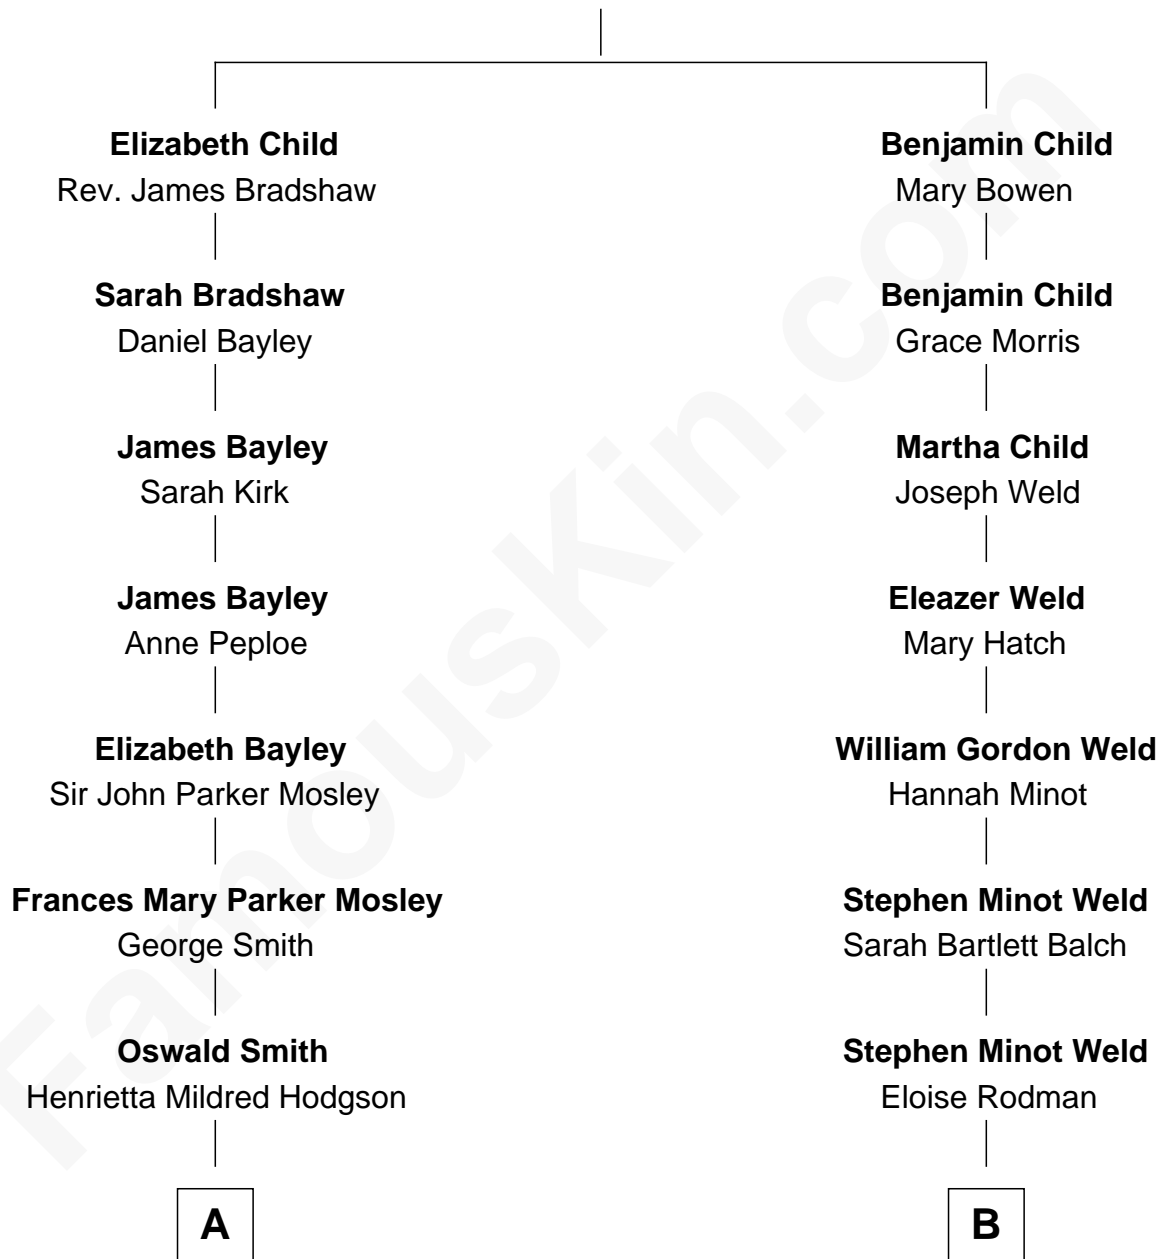 Elizabeth Child
Rev. James Bradshaw
Benjamin Child
Mary Bowen
Sarah Bradshaw
Daniel Bayley
Benjamin Child
Grace Morris
James Bayley
Sarah Kirk
Martha Child
Joseph Weld
James Bayley
Anne Peploe
Eleazer Weld
Mary Hatch
Elizabeth Bayley
Sir John Parker Mosley
William Gordon Weld
Hannah Minot
Frances Mary Parker Mosley
George Smith
Stephen Minot Weld
Sarah Bartlett Balch
Oswald Smith
Henrietta Mildred Hodgson
Stephen Minot Weld
Eloise Rodman
A
B
FamousKin.com